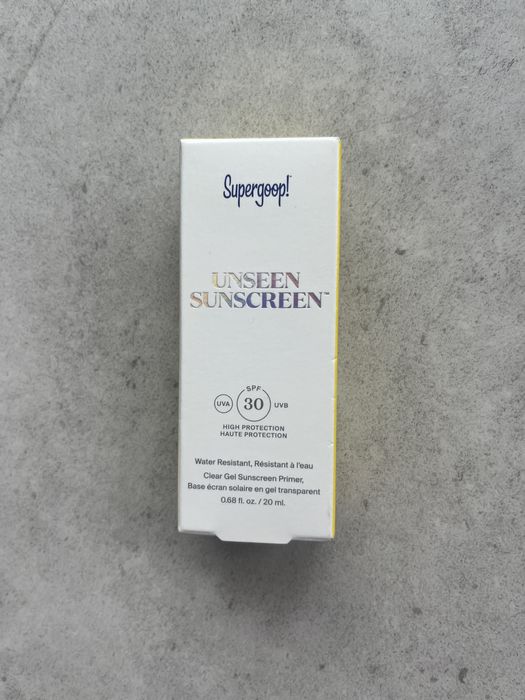 Supergoop!
UNSEEN
SUNSCREEN™
SPF
UVA 30 UVB
HIGH PROTECTION
HAUTE PROTECTION
Water Resistant, Résistant à l'eau
Clear Gel Sunscreen Primer,
Base écran solaire en gel transparent
0.68 fl. oz. / 20 ml.